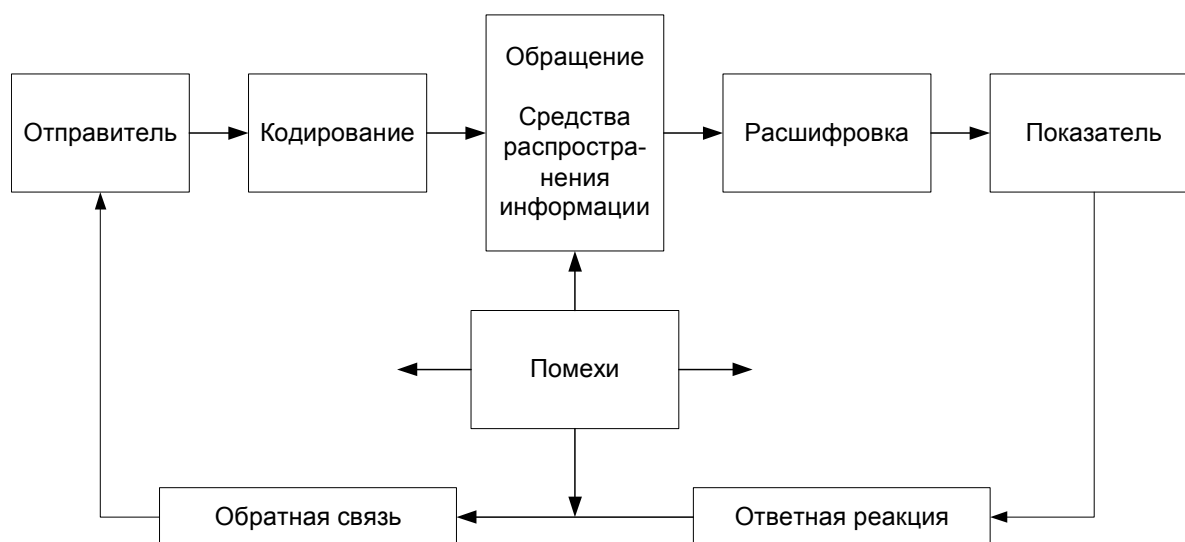 Отправитель
Кодирование
Обращение
Средства
распростра-
нения
информации
Расшифровка
Показатель
Помехи
Обратная связь
Ответная реакция